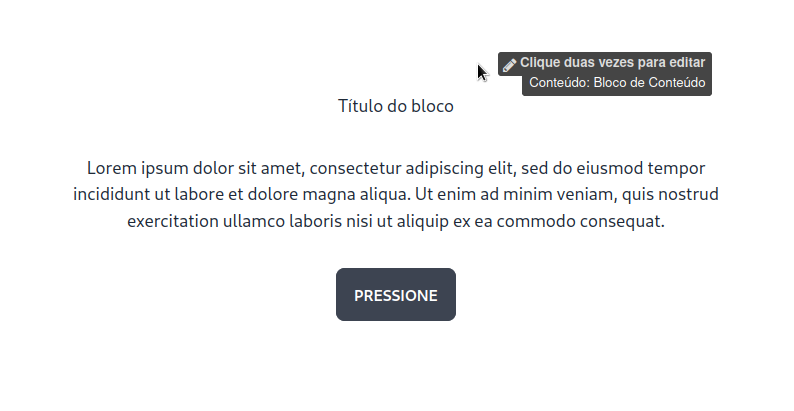 Clique duas vezes para editar
Conteúdo: Bloco de Conteúdo
Título do bloco
Lorem ipsum dolor sit amet, consectetur adipiscing elit, sed do eiusmod tempor
incididunt ut labore et dolore magna aliqua. Ut enim ad minim veniam, quis nostrud
exercitation ullamco laboris nisi ut aliquip ex ea commodo consequat.
PRESSIONE